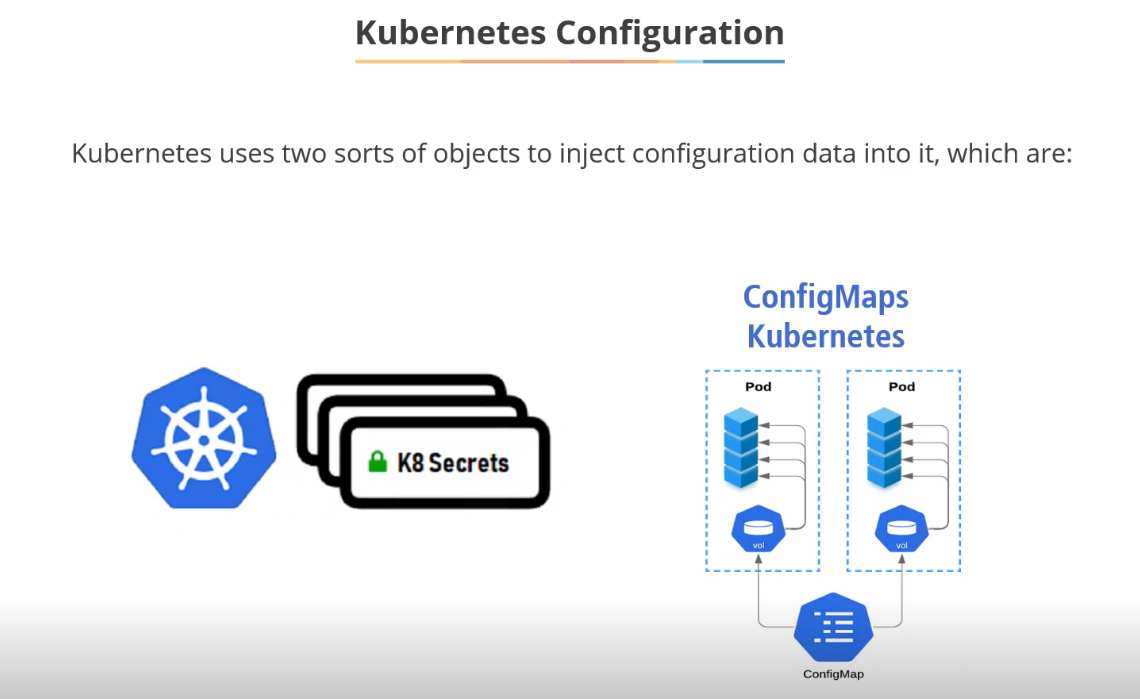 Kubernetes Configuration
Kubernetes uses two sorts of objects to inject configuration data into it, which are:
K8 Secrets
ConfigMaps
Kubernetes
Pod
Pod
vol
vol
ConfigMap